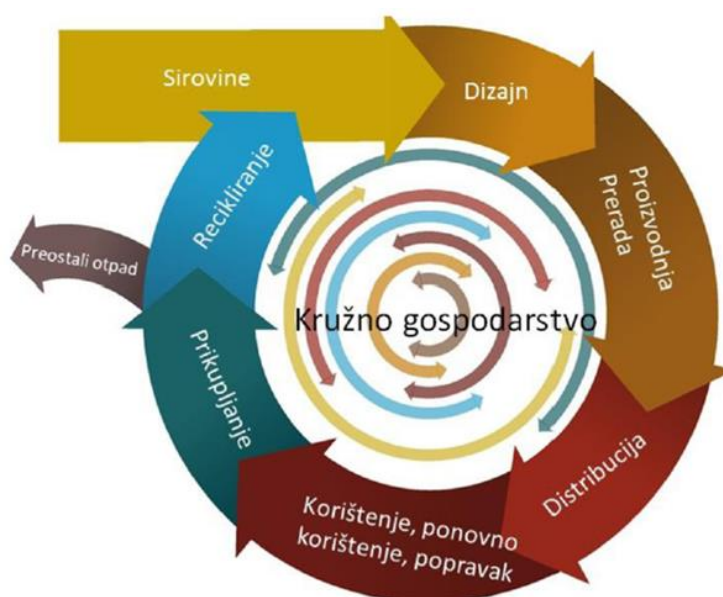 Sirovine
Dizajn
Proizvodnja
Prerada
Distribucija
Korištenje, ponovno
korištenje, popravak
Prikupljanje
Recikliranje
Preostali otpad
Kružno gospodarstvo